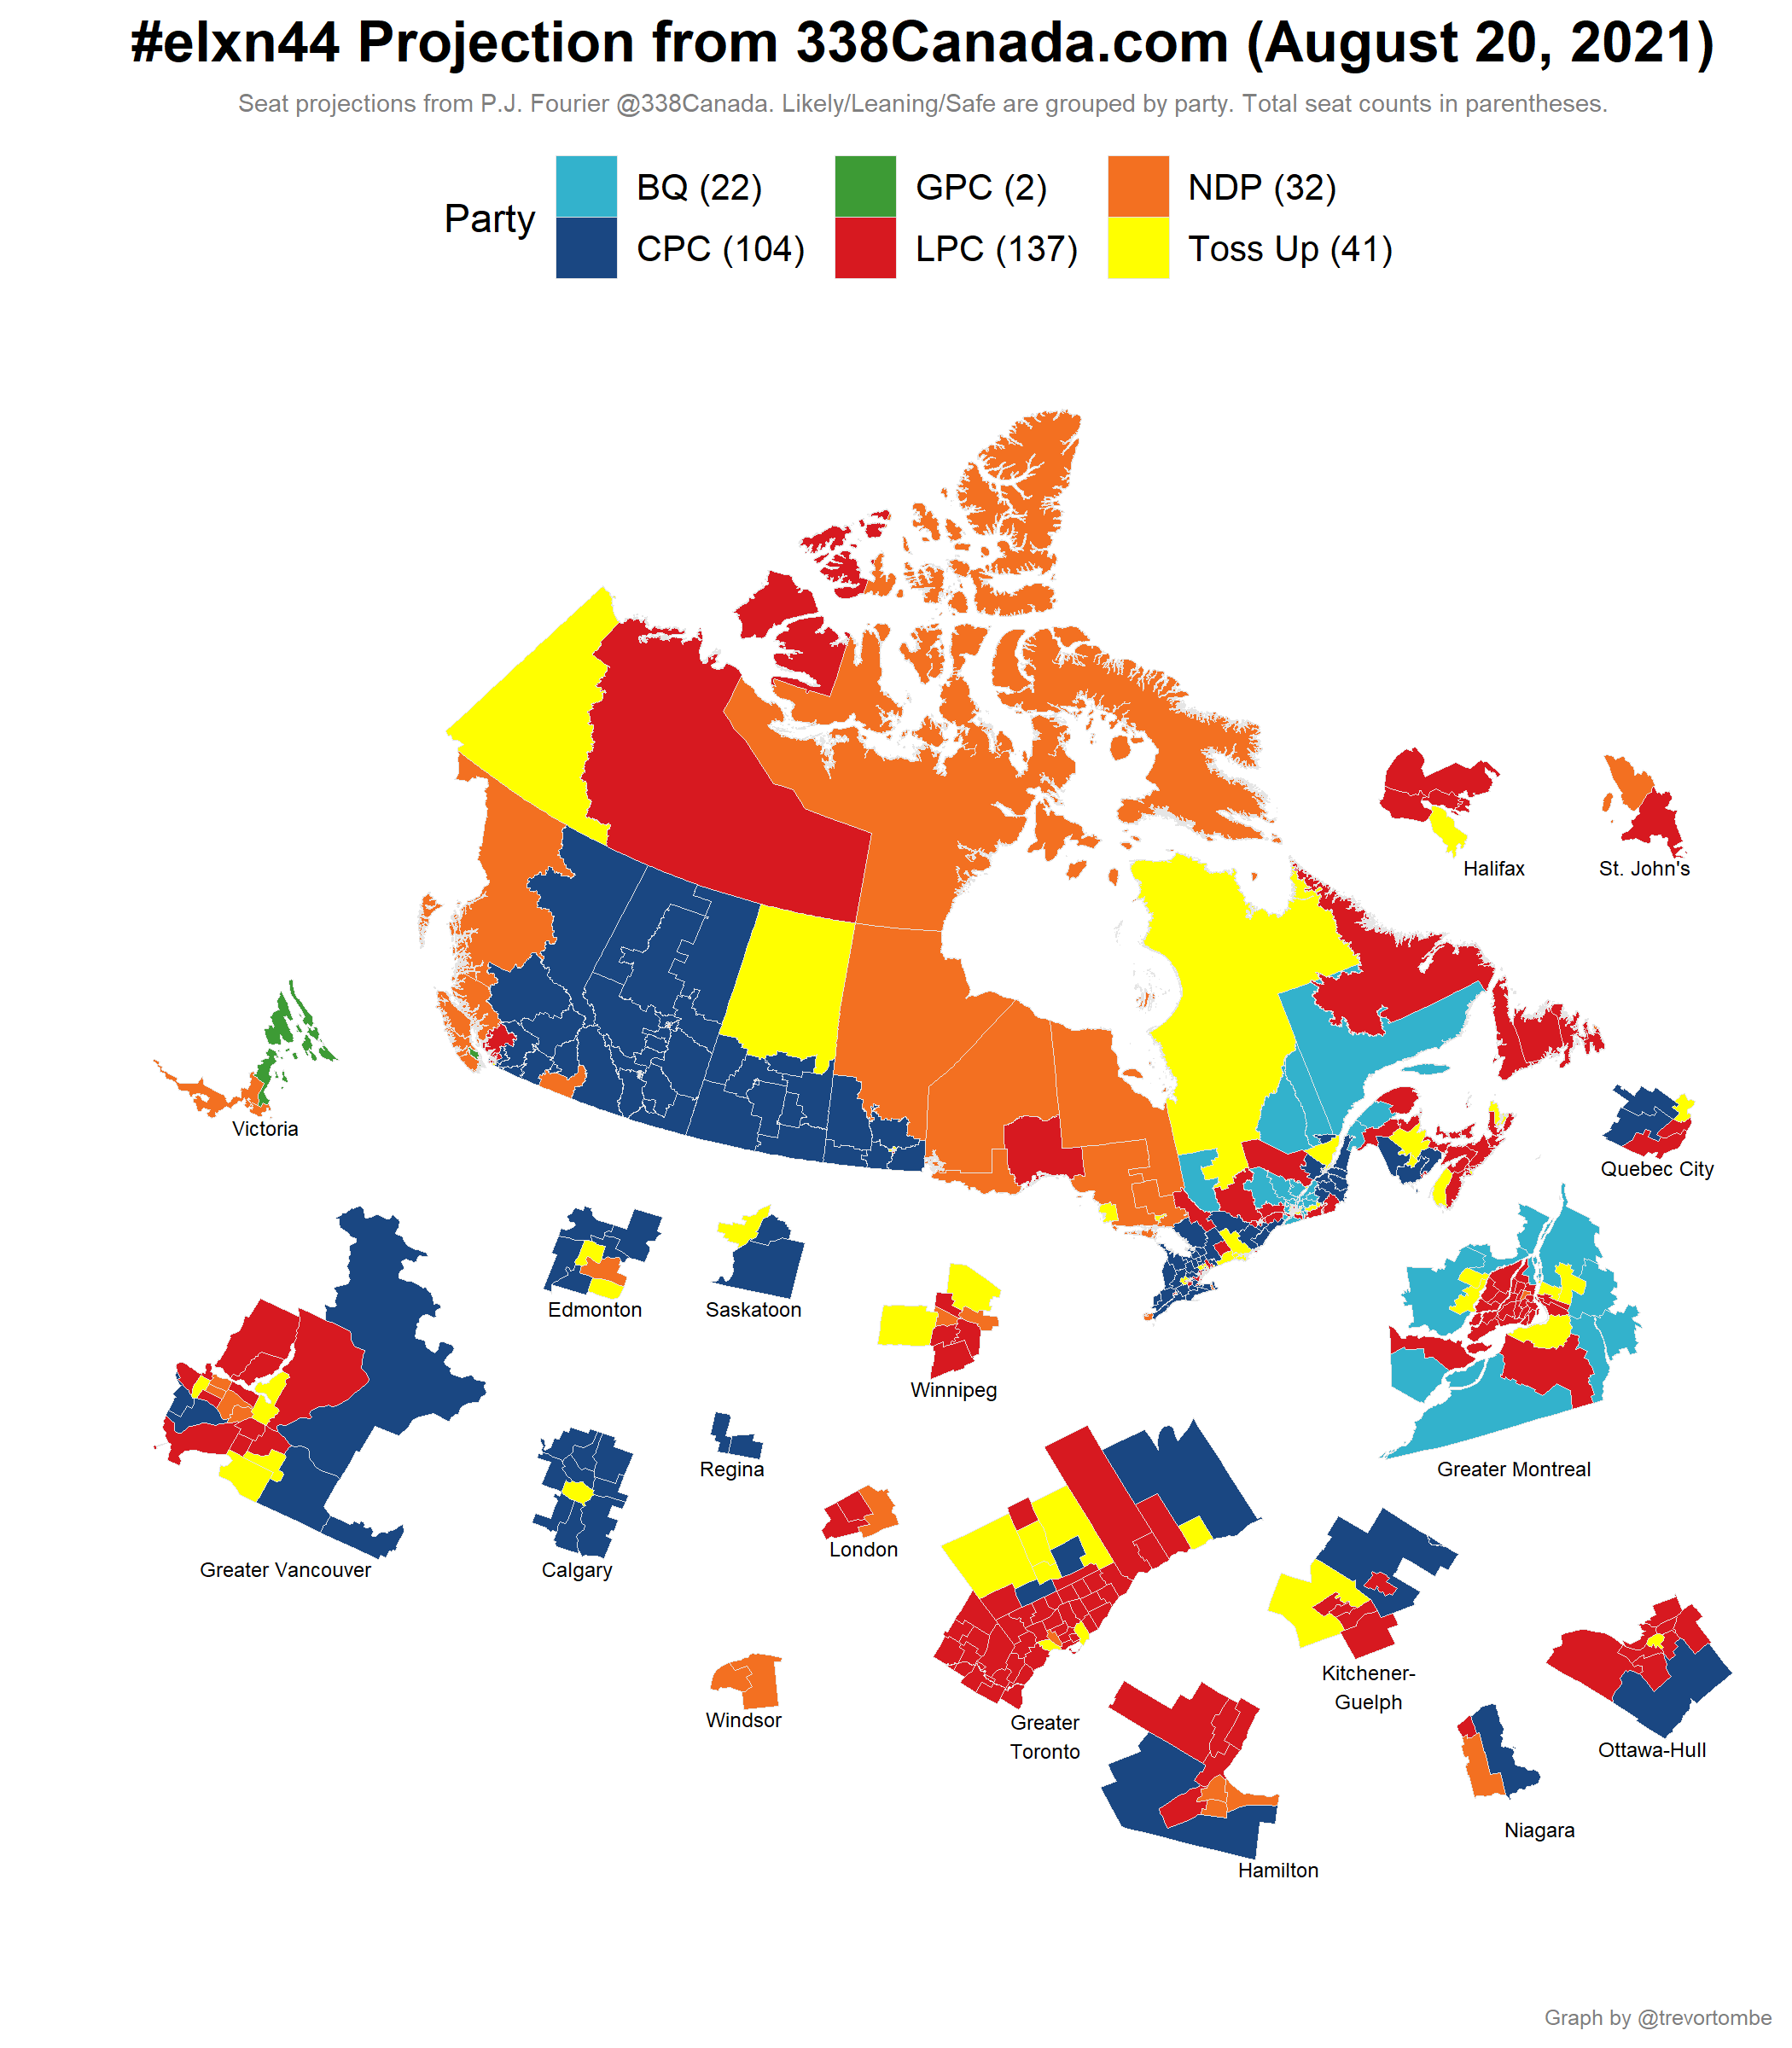 #elxn44 Projection from 338Canada.com (August 20, 2021)
Seat projections from P.J. Fourier @338Canada. Likely/Leaning/Safe are grouped by party. Total seat counts in parentheses.
Party
BQ (22)
GPC (2)
NDP (32)
CPC (104)
LPC (137)
Toss Up (41)
Halifax
St. John's
Victoria
Quebec City
Edmonton
Saskatoon
Winnipeg
Regina
Greater Montreal
London
Greater Vancouver
Calgary
Kitchener-
Guelph
Windsor
Greater
Toronto
Ottawa-Hull
Niagara
Hamilton
Graph by @trevortombe